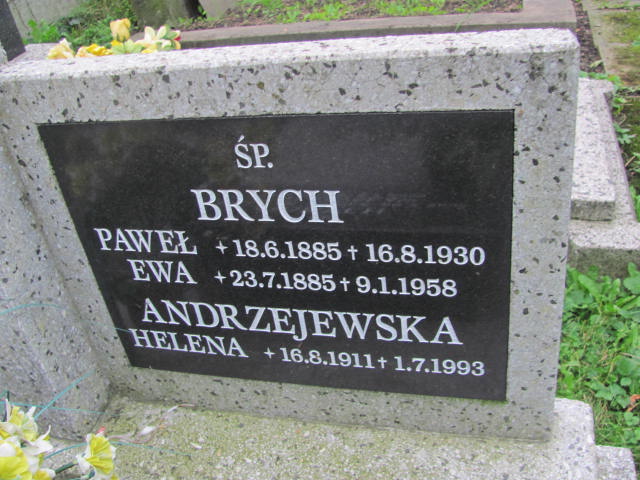 ŚP.
BRYCH
PAWEŁ + 18.6.1885 † 16.8.1930
EWA + 23.7.1885 † 9.1.1958
ANDRZEJEWSKA
HELENA + 16.8.1911 † 1.7.1993